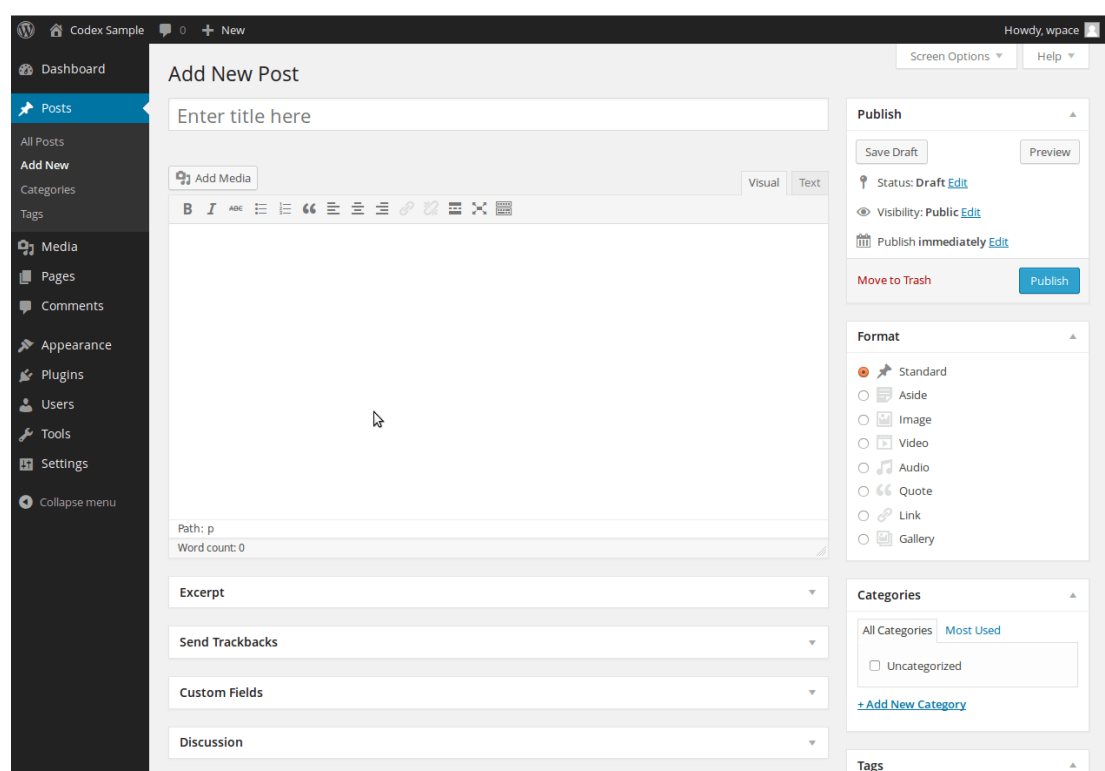 Codex Sample 0 + New Howdy, wpace
Screen Options Help
Dashboard
Posts
All Posts
Add New
Categories
Tags
Media
Pages
Comments
Appearance
Plugins
Users
Tools
Settings
Collapse menu
Add New Post
Enter title here
Add Media
Visual Text
B I ABC
Path: p
Word count: 0
Excerpt
Send Trackbacks
Custom Fields
Discussion
Publish
Save Draft Preview
Status: Draft Edit
Visibility: Public Edit
Publish immediately Edit
Move to Trash Publish
Format
Standard
Aside
Image
Video
Audio
Quote
Link
Gallery
Categories
All Categories Most Used
Uncategorized
+ Add New Category
Tags